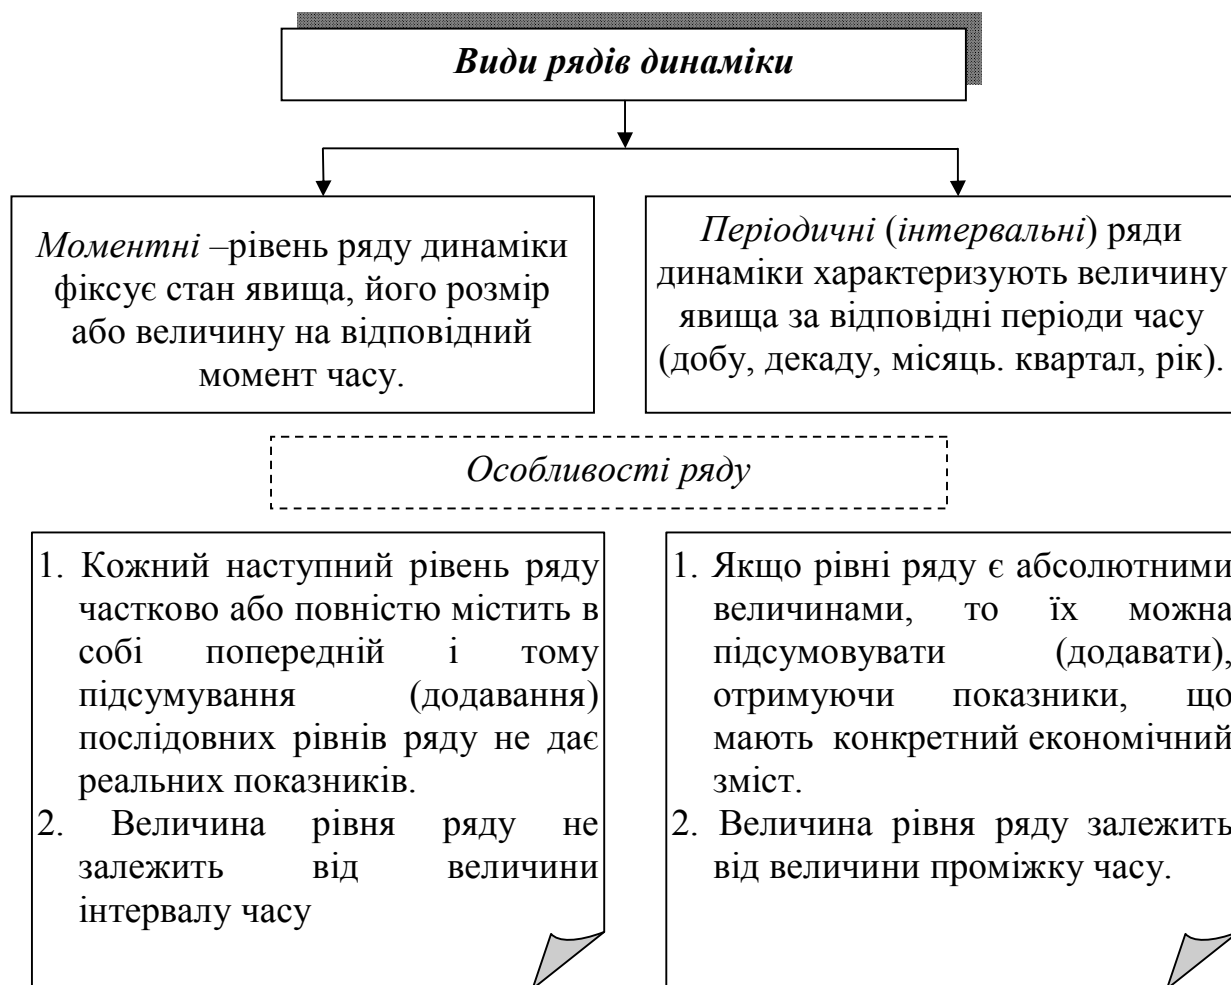 Види рядів динаміки
Моментні –рівень ряду динаміки
фіксує стан явища, його розмір
або величину на відповідний
момент часу.
Періодичні (інтервальні) ряди
динаміки характеризують величину
явища за відповідні періоди часу
(добу, декаду, місяць. квартал, рік).
Особливості ряду
1. Кожний наступний рівень ряду
частково або повністю містить в
собі попередній і тому
підсумування (додавання)
послідовних рівнів ряду не дає
реальних показників.
2. Величина рівня ряду не
залежить від величини
інтервалу часу
1. Якщо рівні ряду є абсолютними
величинами, то їх можна
підсумовувати (додавати),
отримуючи показники, що
мають конкретний економічний
зміст.
2. Величина рівня ряду залежить
від величини проміжку часу.